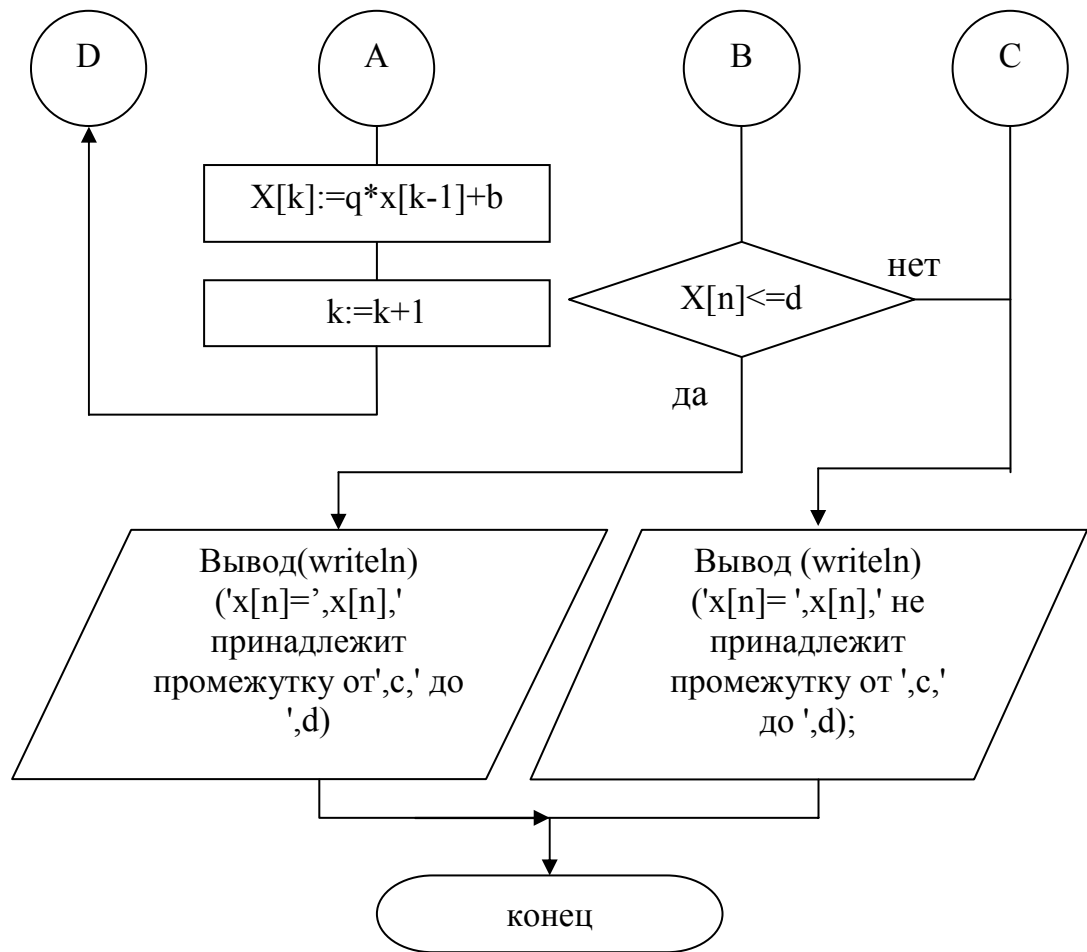 D
A
B
C
X[k]:=q*x[k-1]+b
k:=k+1
X[n]<=d
нет
да
Вывод(writeln)
('x[n]=’,x[n],'
принадлежит
промежутку от',c,' до
',d)
Вывод (writeln)
('x[n]= ',x[n],' не
принадлежит
промежутку от ',c,'
до ',d);
конец